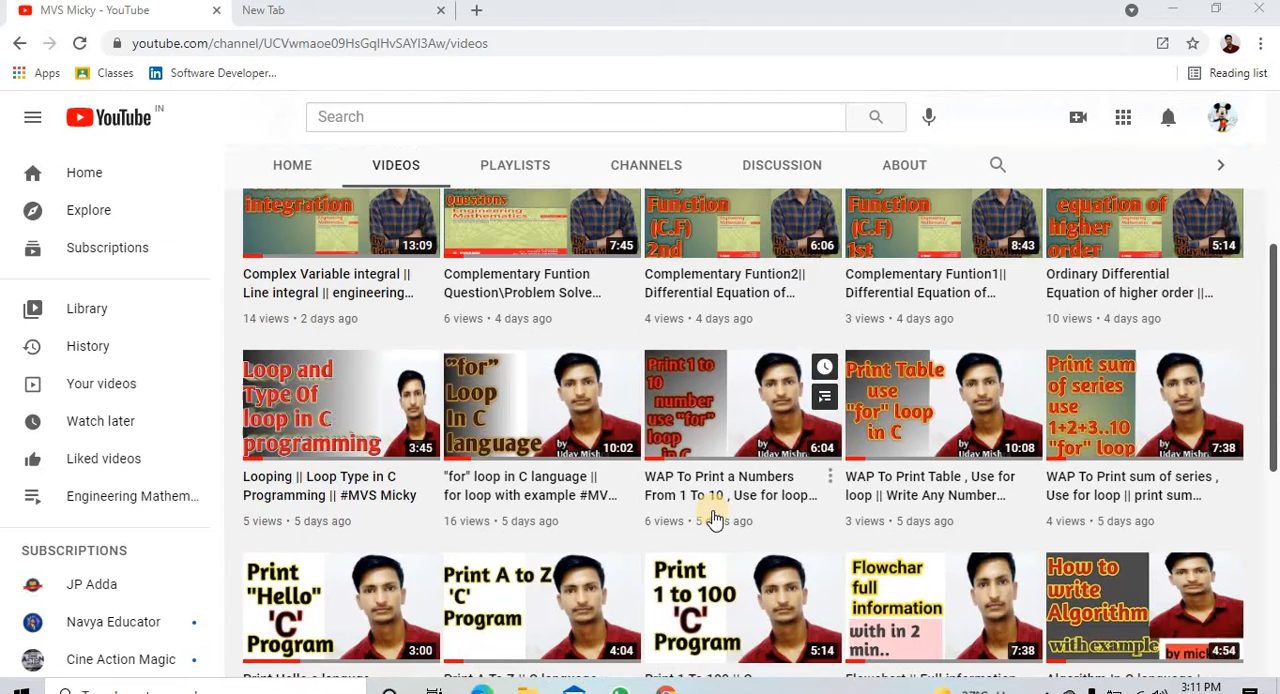 MVS Micky - YouTube
New Tab
youtube.com/channel/UCVwmaoe09HsGqlHvSAYI3Aw/videos
Apps
Classes
Software Developer...
Reading list
YouTube IN
Search
HOME
VIDEOS
PLAYLISTS
CHANNELS
DISCUSSION
ABOUT
Home
Explore
Subscriptions
Library
History
Your videos
Watch later
Liked videos
Engineering Mathem...
SUBSCRIPTIONS
JP Adda
Navya Educator
Cine Action Magic
integration
13:09
Complex Variable integral ||
Line integral || engineering...
14 views • 2 days ago
Questions
Engineering
Mathematics
7:45
Complementary Funtion
Question\Problem Solve...
6 views • 4 days ago
Function
(C.F)
2nd
6:06
Complementary Funtion2||
Differential Equation of...
4 views • 4 days ago
Function
(C.F)
1st
8:43
Complementary Funtion1||
Differential Equation of...
3 views • 4 days ago
equation of
higher
order
5:14
Ordinary Differential
Equation of higher order ||...
10 views • 4 days ago
Loop and
Type Of
loop in C
programming
3:45
Looping || Loop Type in C
Programming || #MVS Micky
5 views • 5 days ago
"for"
Loop
In C
language
by
Uday Mishra
10:02
"for" loop in C language ||
for loop with example #MV...
16 views • 5 days ago
Print 1 to
10
number
use "for"
loop
in C
by
Uday Mishra
6:04
WAP To Print a Numbers
From 1 To 10 , Use for loop...
6 views • 5 days ago
Print Table
use
"for" loop
in C
by
Uday Mishra
10:08
WAP To Print Table , Use for
loop || Write Any Number...
3 views • 5 days ago
Print sum
of series
use
1+2+3..10
"for" loop
by
Uday Mishra
7:38
WAP To Print sum of series ,
Use for loop || print sum...
4 views • 5 days ago
Print
"Hello"
'C'
Program
3:00
Print A to Z
'C'
Program
4:04
Print
1 to 100
'C'
Program
5:14
Flowchar
full
information
with in 2
min..
7:38
How to
write
Algorithm
with example
by micky
4:54
3:11 PM